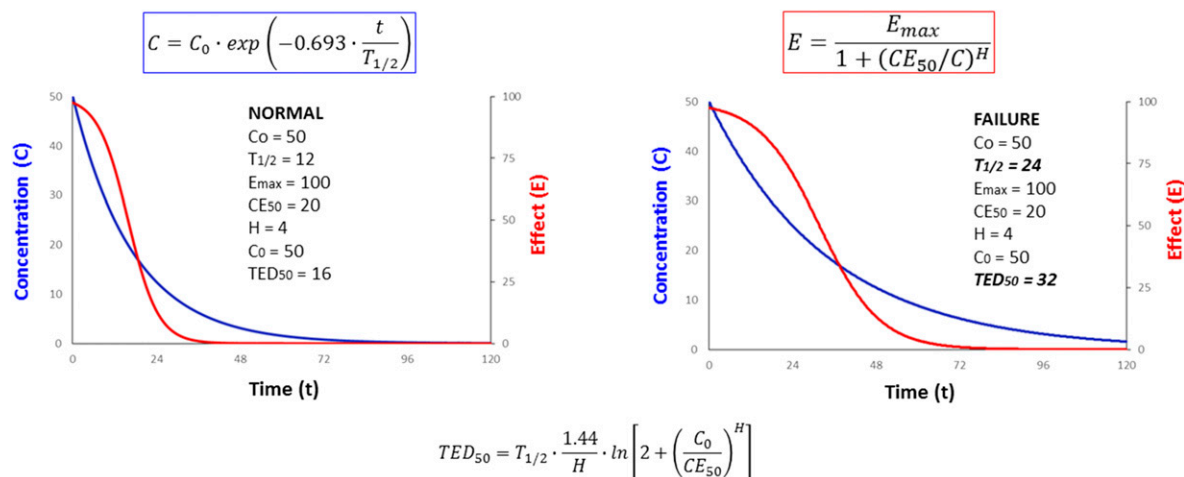 C = C₀ · exp(−0.693 · t / T₁/₂)
E = E_max / (1 + (CE₅₀/C)^H)
50
40
30
20
10
0
Concentration (C)
NORMAL
Co = 50
T1/2 = 12
Emax = 100
CE50 = 20
H = 4
C0 = 50
TED50 = 16
100
75
50
25
0
Effect (E)
0 24 48 72 96 120
Time (t)
50
40
30
20
10
0
Concentration (C)
FAILURE
Co = 50
T1/2 = 24
Emax = 100
CE50 = 20
H = 4
C0 = 50
TED50 = 32
100
75
50
25
0
Effect (E)
0 24 48 72 96 120
Time (t)
TED₅₀ = T₁/₂ · 1.44 / H · ln[2 + (C₀ / CE₅₀)^H]